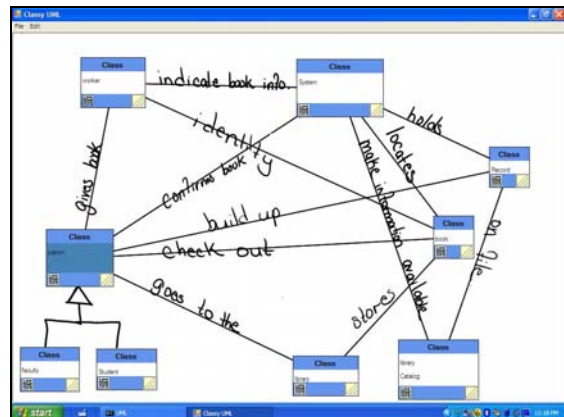 Classy UML
File Edit
Class
worker
indicate book info.
Class
System
holds
identify
locates
Class
Record
gives book
confirms book
make information available
build up
on file
Class
patron
check out
Class
book
goes to the
stores
Class
faculty
Class
Student
Class
library
Class
library
Catalog
start
UML
Classy UML